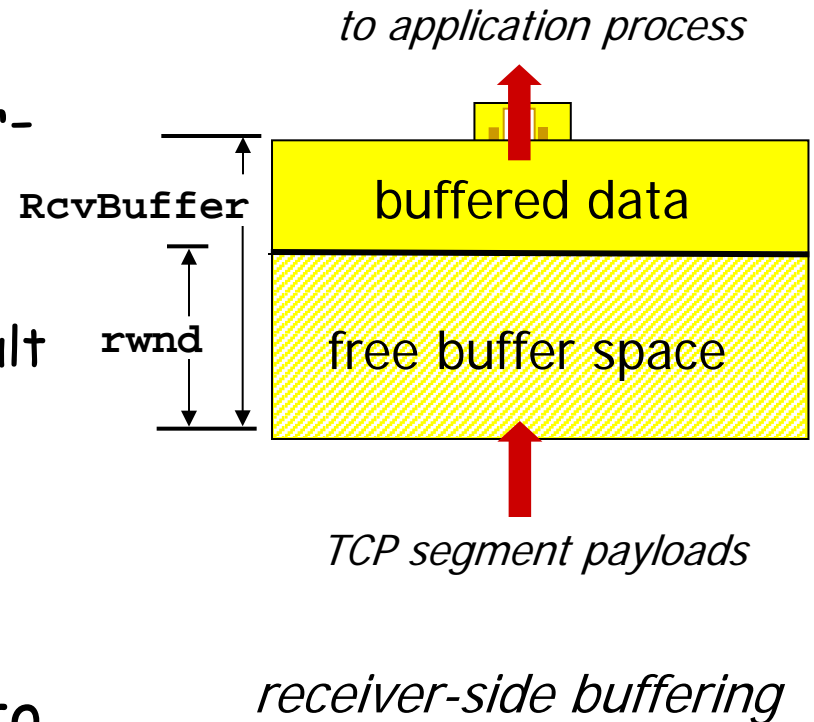 to application process
r-
RcvBuffer
buffered data
rwnd
free buffer space
TCP segment payloads
receiver-side buffering